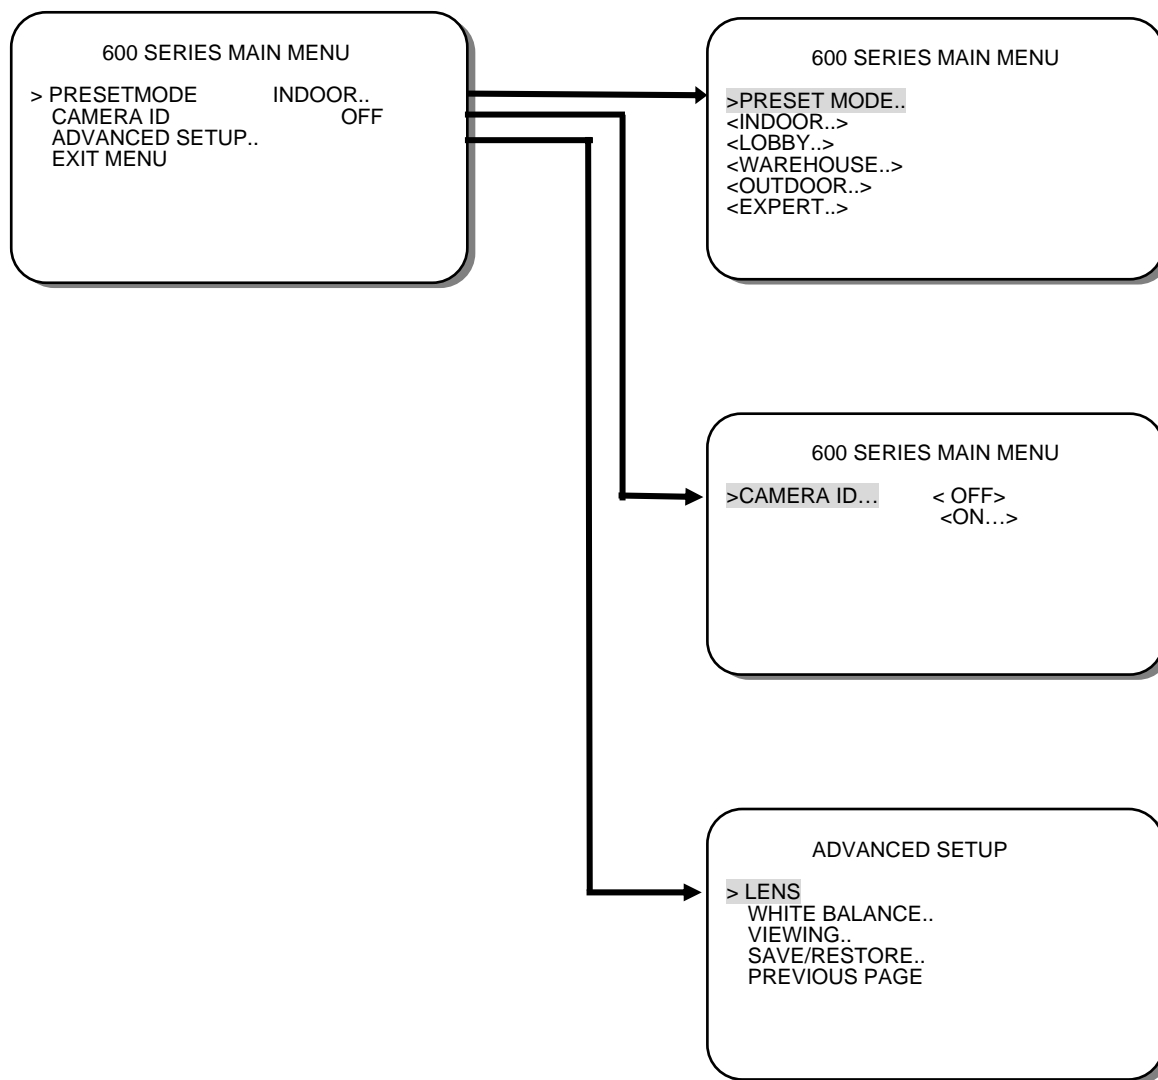 600 SERIES MAIN MENU
> PRESETMODE INDOOR..
CAMERA ID OFF
ADVANCED SETUP..
EXIT MENU
600 SERIES MAIN MENU
>PRESET MODE..
<INDOOR..>
<LOBBY..>
<WAREHOUSE..>
<OUTDOOR..>
<EXPERT..>
600 SERIES MAIN MENU
>CAMERA ID… < OFF>
<ON…>
ADVANCED SETUP
> LENS
WHITE BALANCE..
VIEWING..
SAVE/RESTORE..
PREVIOUS PAGE